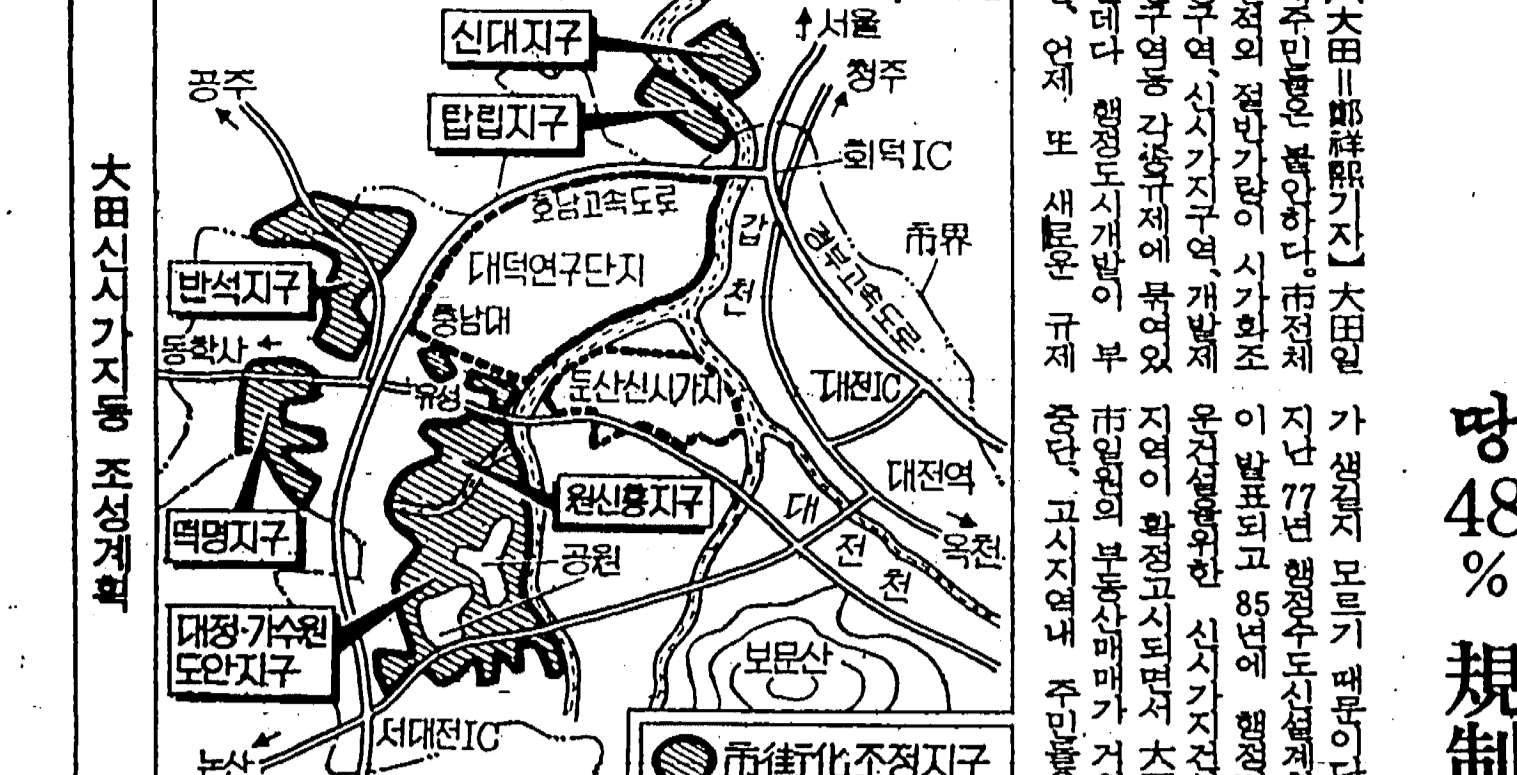 땅 48% 規制
大田=祥熙기자】 大田일
주민들은 불안하다。市전체
적의 절반가량이 시가화조
구역, 신시가지구역, 개발제
구역등 각종규제에 묶여있
데다 행정도시개발이 부
언제 또 새로운 규제
가 생길지 모르기 때문이다
지난 77년 행정수도신설계
이 발표되고 85년에 행정
운건설등을위한 신시가지건
지역이 확정고시되면서 大
市일원의 부동산매매가 거
중단, 고시지역내 주민들
大田신시가지등 조성계획
신대지구
서울
청주
공주
탑립지구
회덕IC
호남고속도로
갑천
경부고속도로
市界
대덕연구단지
반석지구
충남대
동학사
유성
둔산신시가지
대전IC
대전역
원신흥지구
대전천
옥천
덕명지구
공원
대정·가수원
도안지구
보문산
서대전IC
논산
市街化조정지구